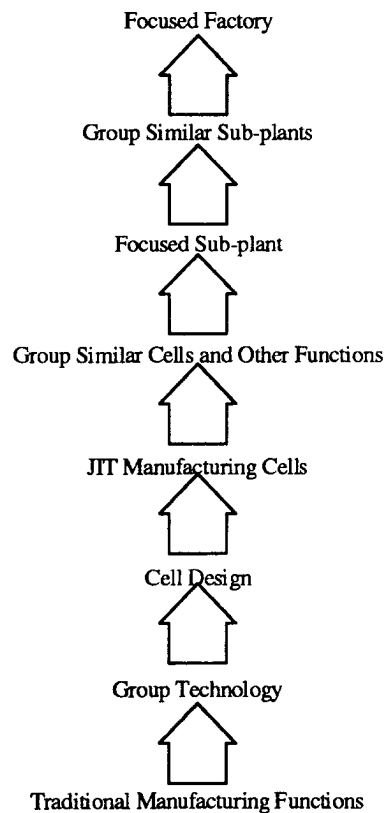 Focused Factory
Group Similar Sub-plants
Focused Sub-plant
Group Similar Cells and Other Functions
JIT Manufacturing Cells
Cell Design
Group Technology
Traditional Manufacturing Functions